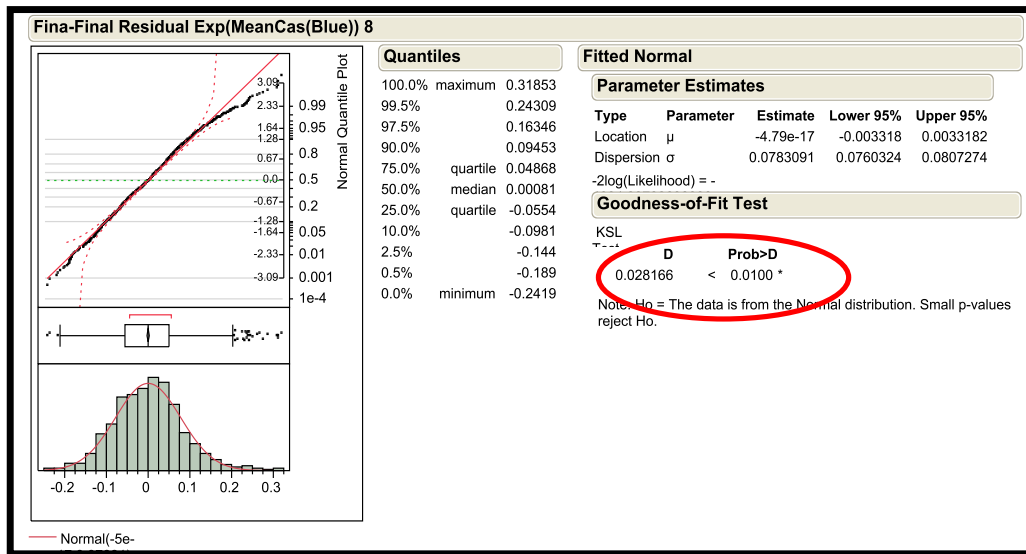 Fina-Final Residual Exp(MeanCas(Blue)) 8
3.09
2.33
1.64
1.28
0.67
0.0
-0.67
-1.28
-1.64
-2.33
-3.09
0.99
0.95
0.8
0.5
0.2
0.05
0.01
0.001
1e-4
Normal Quantile Plot
-0.2 -0.1 0 0.1 0.2 0.3
Normal(-5e-
Quantiles
100.0% maximum 0.31853
99.5% 0.24309
97.5% 0.16346
90.0% 0.09453
75.0% quartile 0.04868
50.0% median 0.00081
25.0% quartile -0.0554
10.0% -0.0981
2.5% -0.144
0.5% -0.189
0.0% minimum -0.2419
Fitted Normal
Parameter Estimates
Type Parameter Estimate Lower 95% Upper 95%
Location μ -4.79e-17 -0.003318 0.0033182
Dispersion σ 0.0783091 0.0760324 0.0807274
-2log(Likelihood) = -
Goodness-of-Fit Test
KSL
D Prob>D
0.028166 < 0.0100 *
Note: Ho = The data is from the Normal distribution. Small p-values
reject Ho.